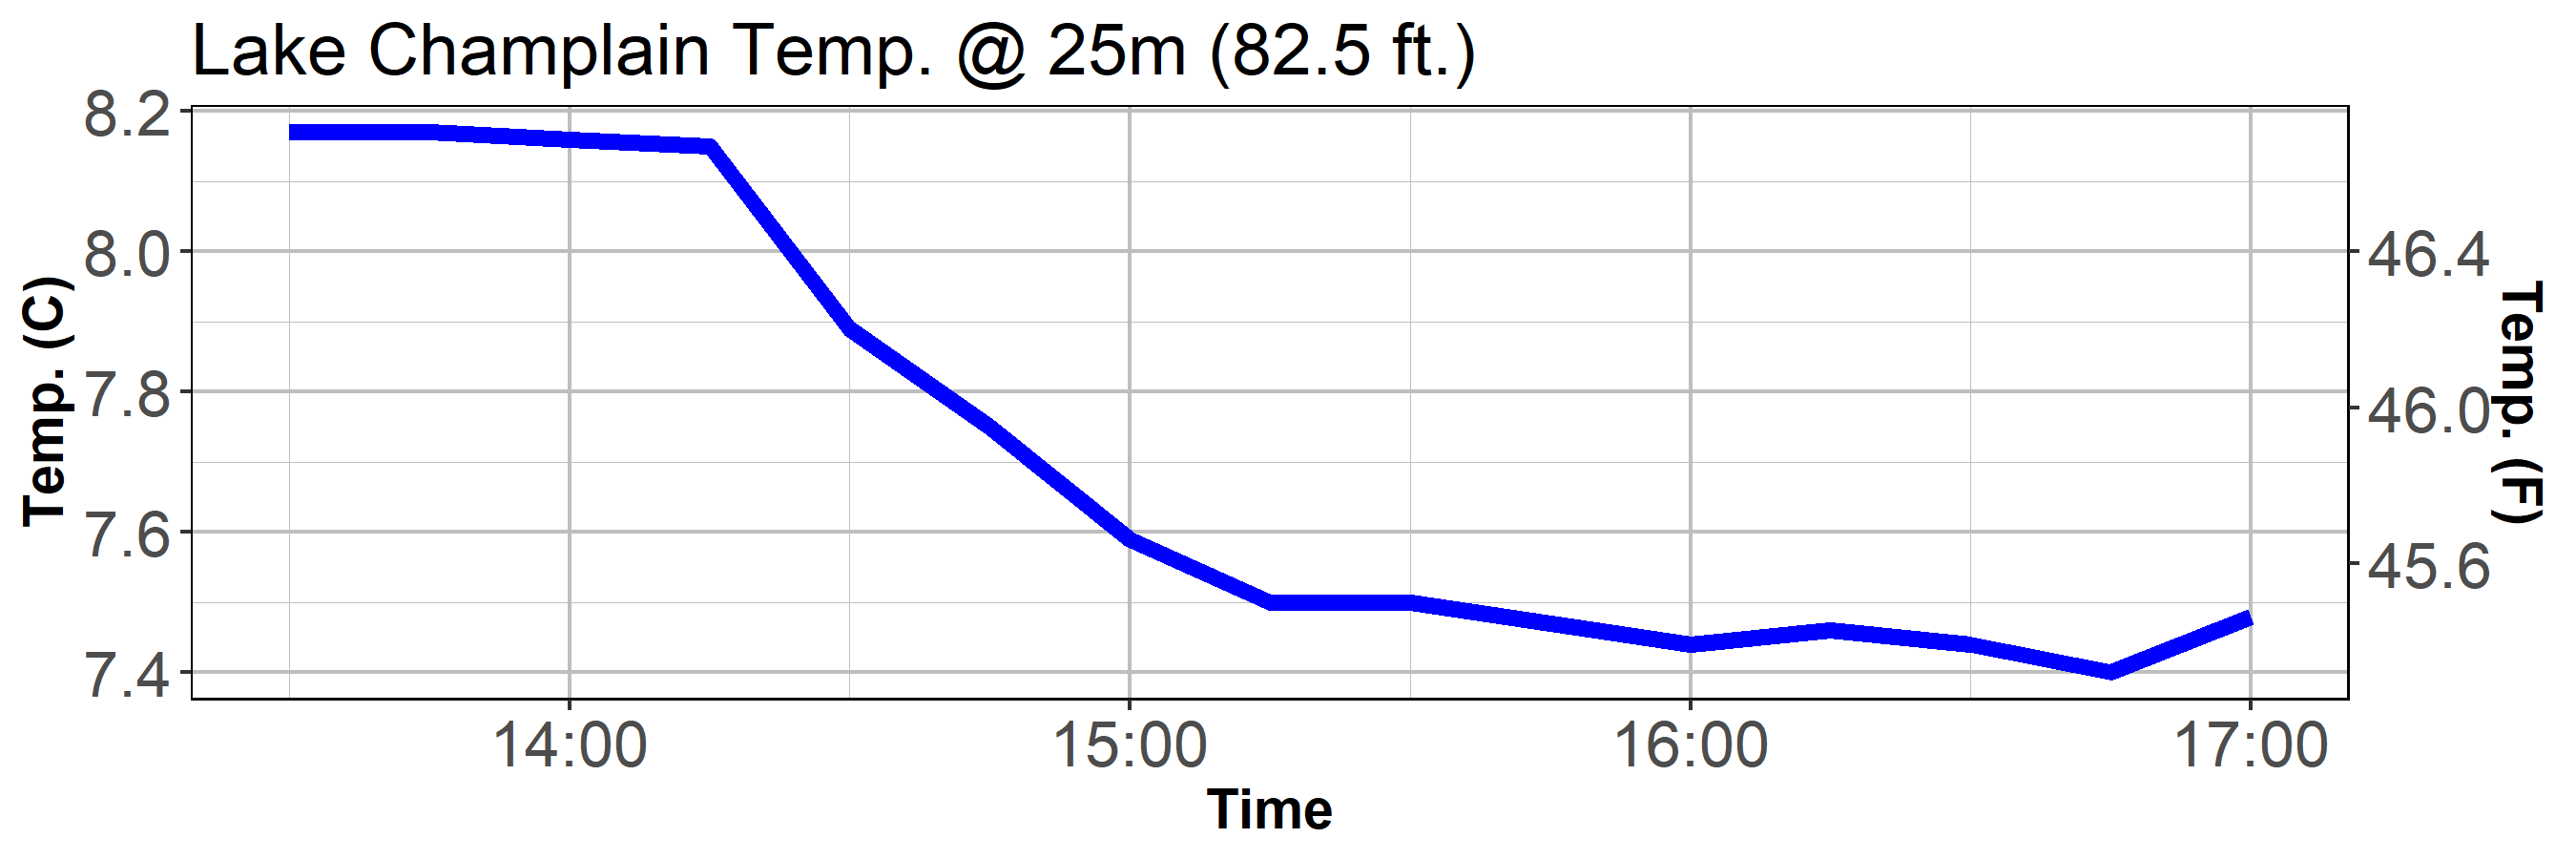 Lake Champlain Temp. @ 25m (82.5 ft.)
Temp. (C)
8.2
8.0
7.8
7.6
7.4
46.4
46.0
45.6
Temp. (F)
14:00 15:00 16:00 17:00
Time